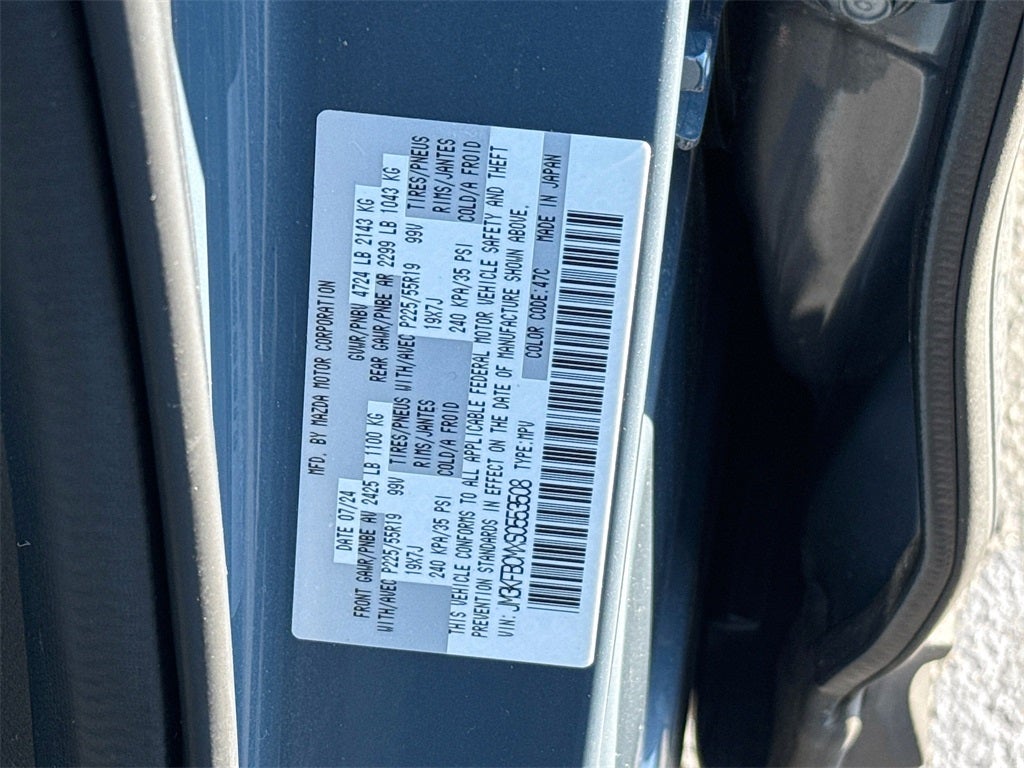 MFD. BY MAZDA MOTOR CORPORATION
DATE 07/24 GVWR/PNBV 4724 LB 2143 KG
FRONT GAWR/PNBE AV 2425 LB 1100 KG REAR GAWR/PNBE AR 2299 LB 1043 KG
WITH/AVEC P225/55R19 99V TIRES/PNEUS WITH/AVEC P225/55R19 99V TIRES/PNEUS
19X7J RIMS/JANTES 19X7J RIMS/JANTES
240 KPA/35 PSI COLD/A FROID 240 KPA/35 PSI COLD/A FROID
THIS VEHICLE CONFORMS TO ALL APPLICABLE FEDERAL MOTOR VEHICLE SAFETY AND THEFT
PREVENTION STANDARDS IN EFFECT ON THE DATE OF MANUFACTURE SHOWN ABOVE.
VIN: JM3KFBCMXS0553508 TYPE:MPV COLOR CODE:47C MADE IN JAPAN